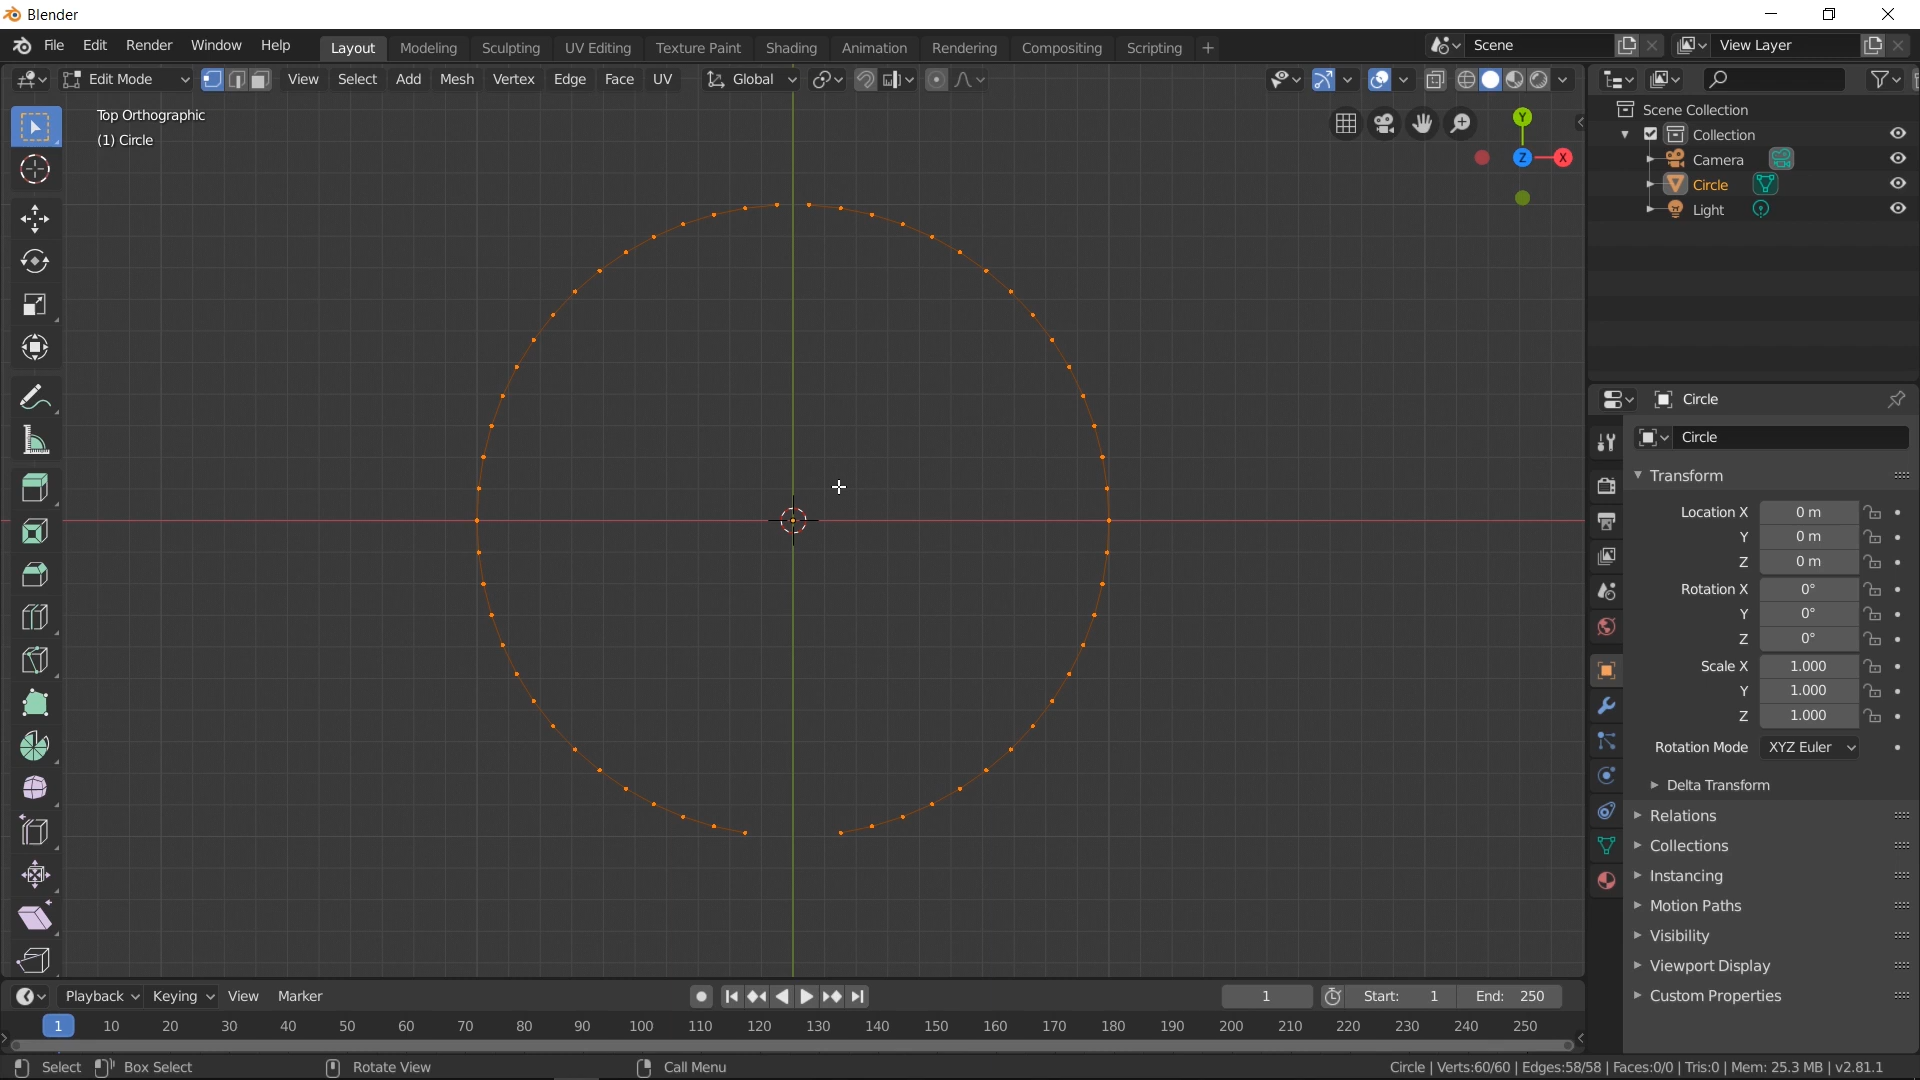 Blender
File Edit Render Window Help Layout Modeling Sculpting UV Editing Texture Paint Shading Animation Rendering Compositing Scripting + Scene View Layer
Edit Mode View Select Add Mesh Vertex Edge Face UV Global
Top Orthographic
(1) Circle
Y
Z X
Scene Collection
Collection
Camera
Circle
Light
Circle
Circle
Transform
Location X 0 m
Y 0 m
Z 0 m
Rotation X 0°
Y 0°
Z 0°
Scale X 1.000
Y 1.000
Z 1.000
Rotation Mode XYZ Euler
Delta Transform
Relations
Collections
Instancing
Motion Paths
Visibility
Viewport Display
Custom Properties
Playback Keying View Marker 1 Start: 1 End: 250
1 10 20 30 40 50 60 70 80 90 100 110 120 130 140 150 160 170 180 190 200 210 220 230 240 250
Select Box Select Rotate View Call Menu Circle | Verts:60/60 | Edges:58/58 | Faces:0/0 | Tris:0 | Mem: 25.3 MB | v2.81.1